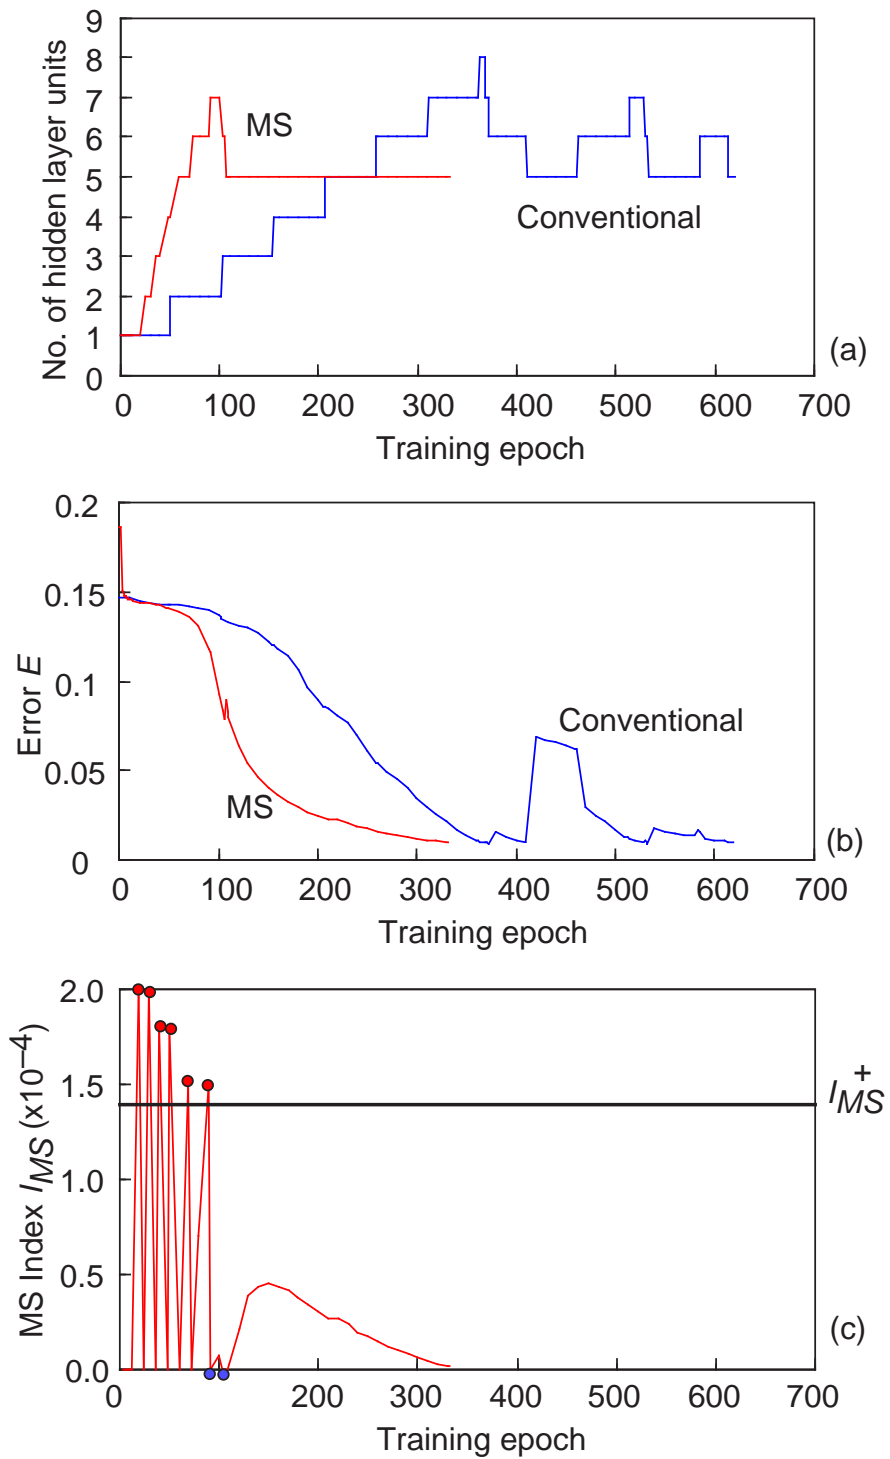 9
8
7
6
5
4
3
2
1
0
No. of hidden layer units
MS
Conventional
(a)
0 100 200 300 400 500 600 700
Training epoch
0.2
0.15
0.1
0.05
0
Error E
Conventional
MS
(b)
0 100 200 300 400 500 600 700
Training epoch
2.0
1.5
1.0
0.5
0.0
MS Index I_MS (x10^–4)
I_MS^+
(c)
0 100 200 300 400 500 600 700
Training epoch